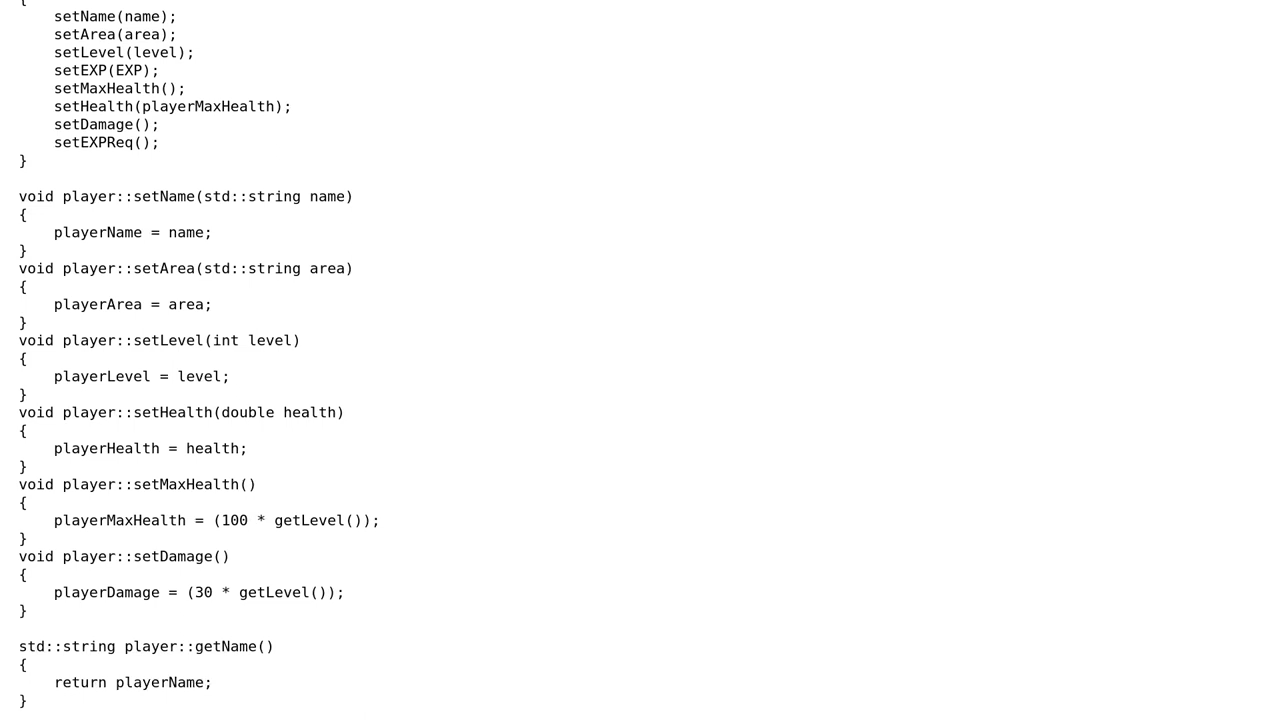 {
    setName(name);
    setArea(area);
    setLevel(level);
    setEXP(EXP);
    setMaxHealth();
    setHealth(playerMaxHealth);
    setDamage();
    setEXPReq();
}

void player::setName(std::string name)
{
    playerName = name;
}
void player::setArea(std::string area)
{
    playerArea = area;
}
void player::setLevel(int level)
{
    playerLevel = level;
}
void player::setHealth(double health)
{
    playerHealth = health;
}
void player::setMaxHealth()
{
    playerMaxHealth = (100 * getLevel());
}
void player::setDamage()
{
    playerDamage = (30 * getLevel());
}

std::string player::getName()
{
    return playerName;
}